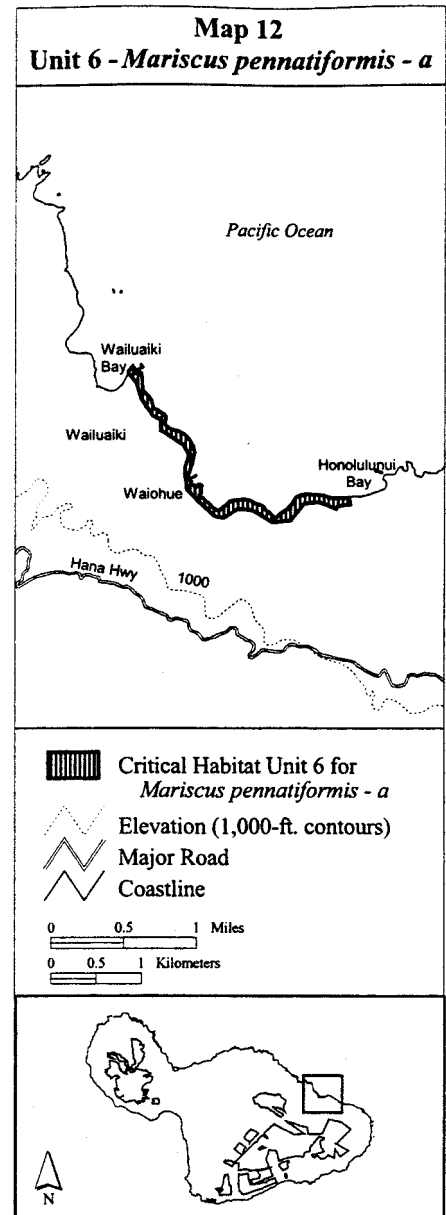 Map 12
Unit 6 - Mariscus pennatiformis - a
Pacific Ocean
Wailuaiki
Bay
Wailuaiki
Honolulunui
Bay
Waiohue
1000
Hana Hwy
Critical Habitat Unit 6 for
Mariscus pennatiformis - a
Elevation (1,000-ft. contours)
Major Road
Coastline
0 0.5 1 Miles
0 0.5 1 Kilometers
N